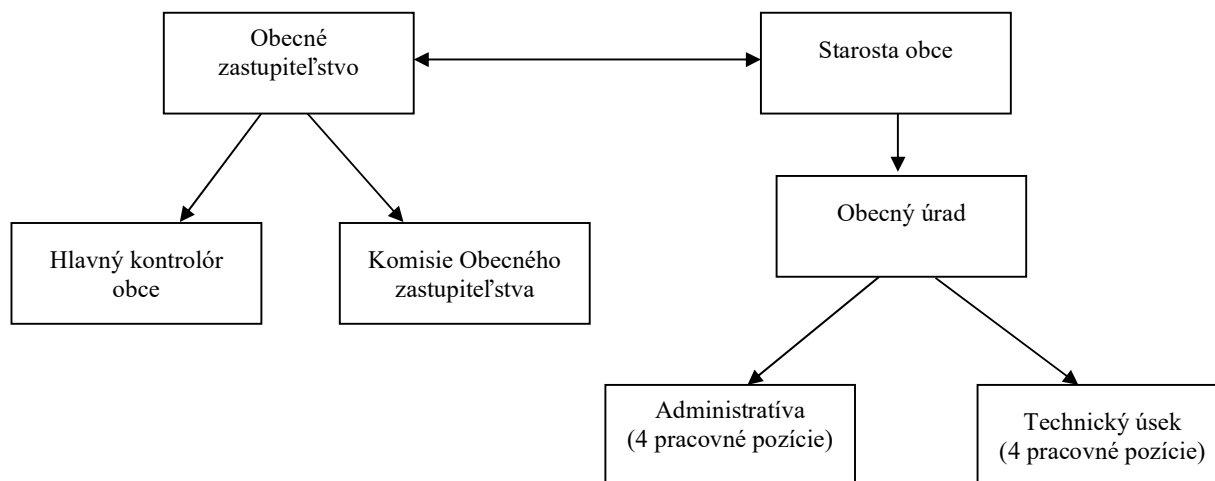 Obecné
zastupiteľstvo
Starosta obce
Obecný úrad
Hlavný kontrolór
obce
Komisie Obecného
zastupiteľstva
Administratíva
(4 pracovné pozície)
Technický úsek
(4 pracovné pozície)